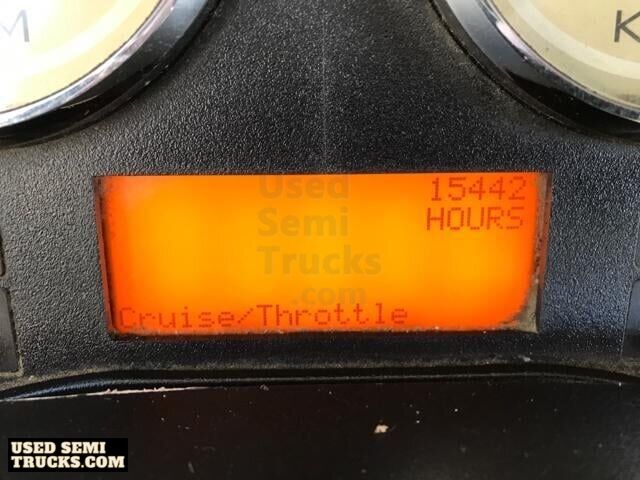 M
K
15442
HOURS
Used
Semi
Trucks
.com
Cruise/Throttle
USED SEMI
TRUCKS.COM